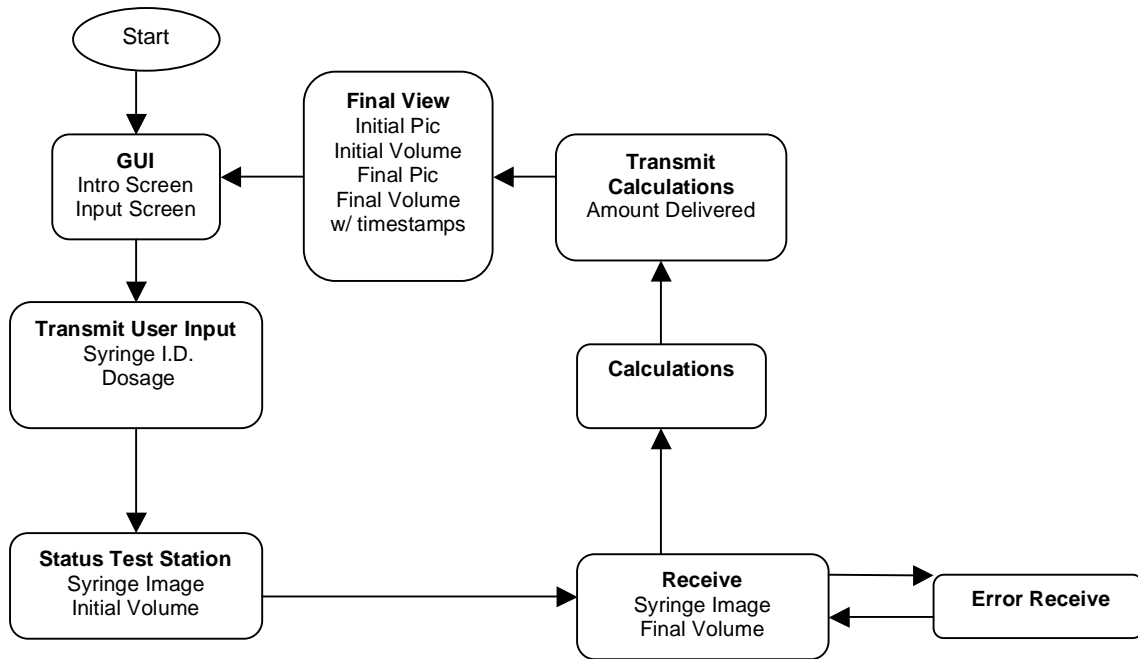 Start
GUI
Intro Screen
Input Screen
Final View
Initial Pic
Initial Volume
Final Pic
Final Volume
w/ timestamps
Transmit
Calculations
Amount Delivered
Transmit User Input
Syringe I.D.
Dosage
Calculations
Status Test Station
Syringe Image
Initial Volume
Receive
Syringe Image
Final Volume
Error Receive